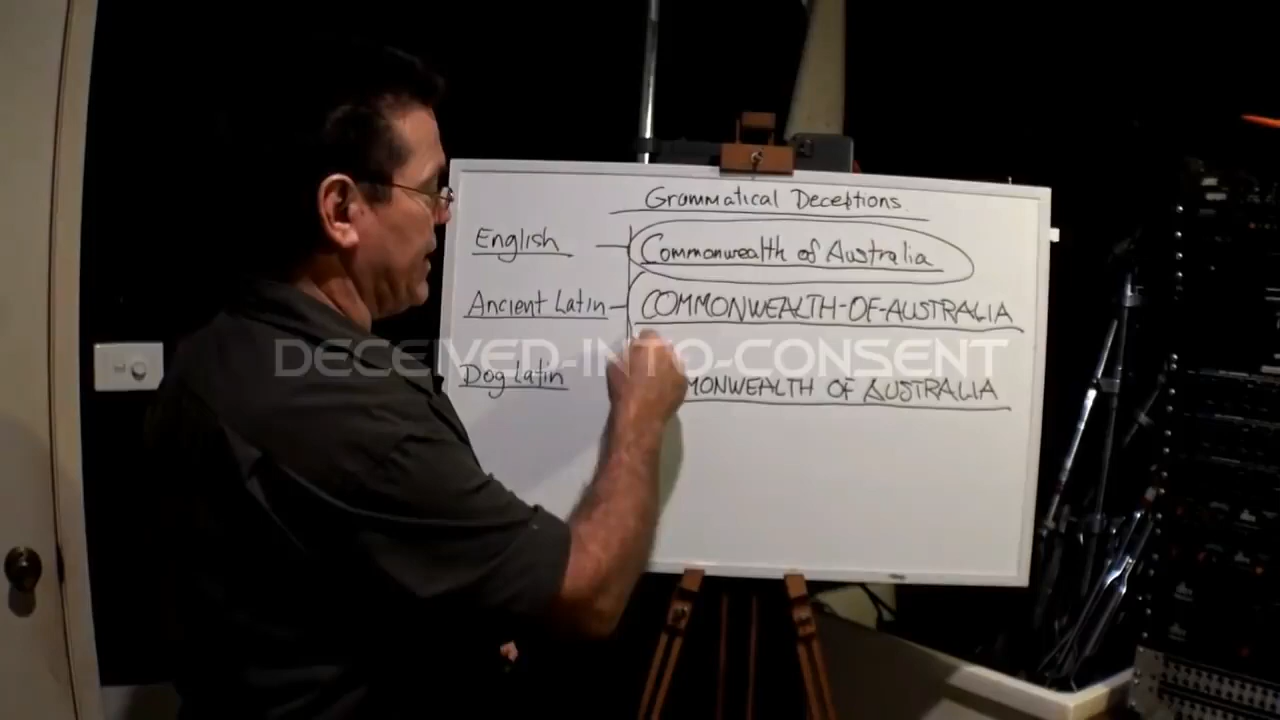 Grammatical Deceptions
English Commonwealth of Australia
Ancient Latin COMMONWEALTH-OF-AUSTRALIA
DECEIVED-INTO-CONSENT
Dog Latin MONWEALTH OF AUSTRALIA